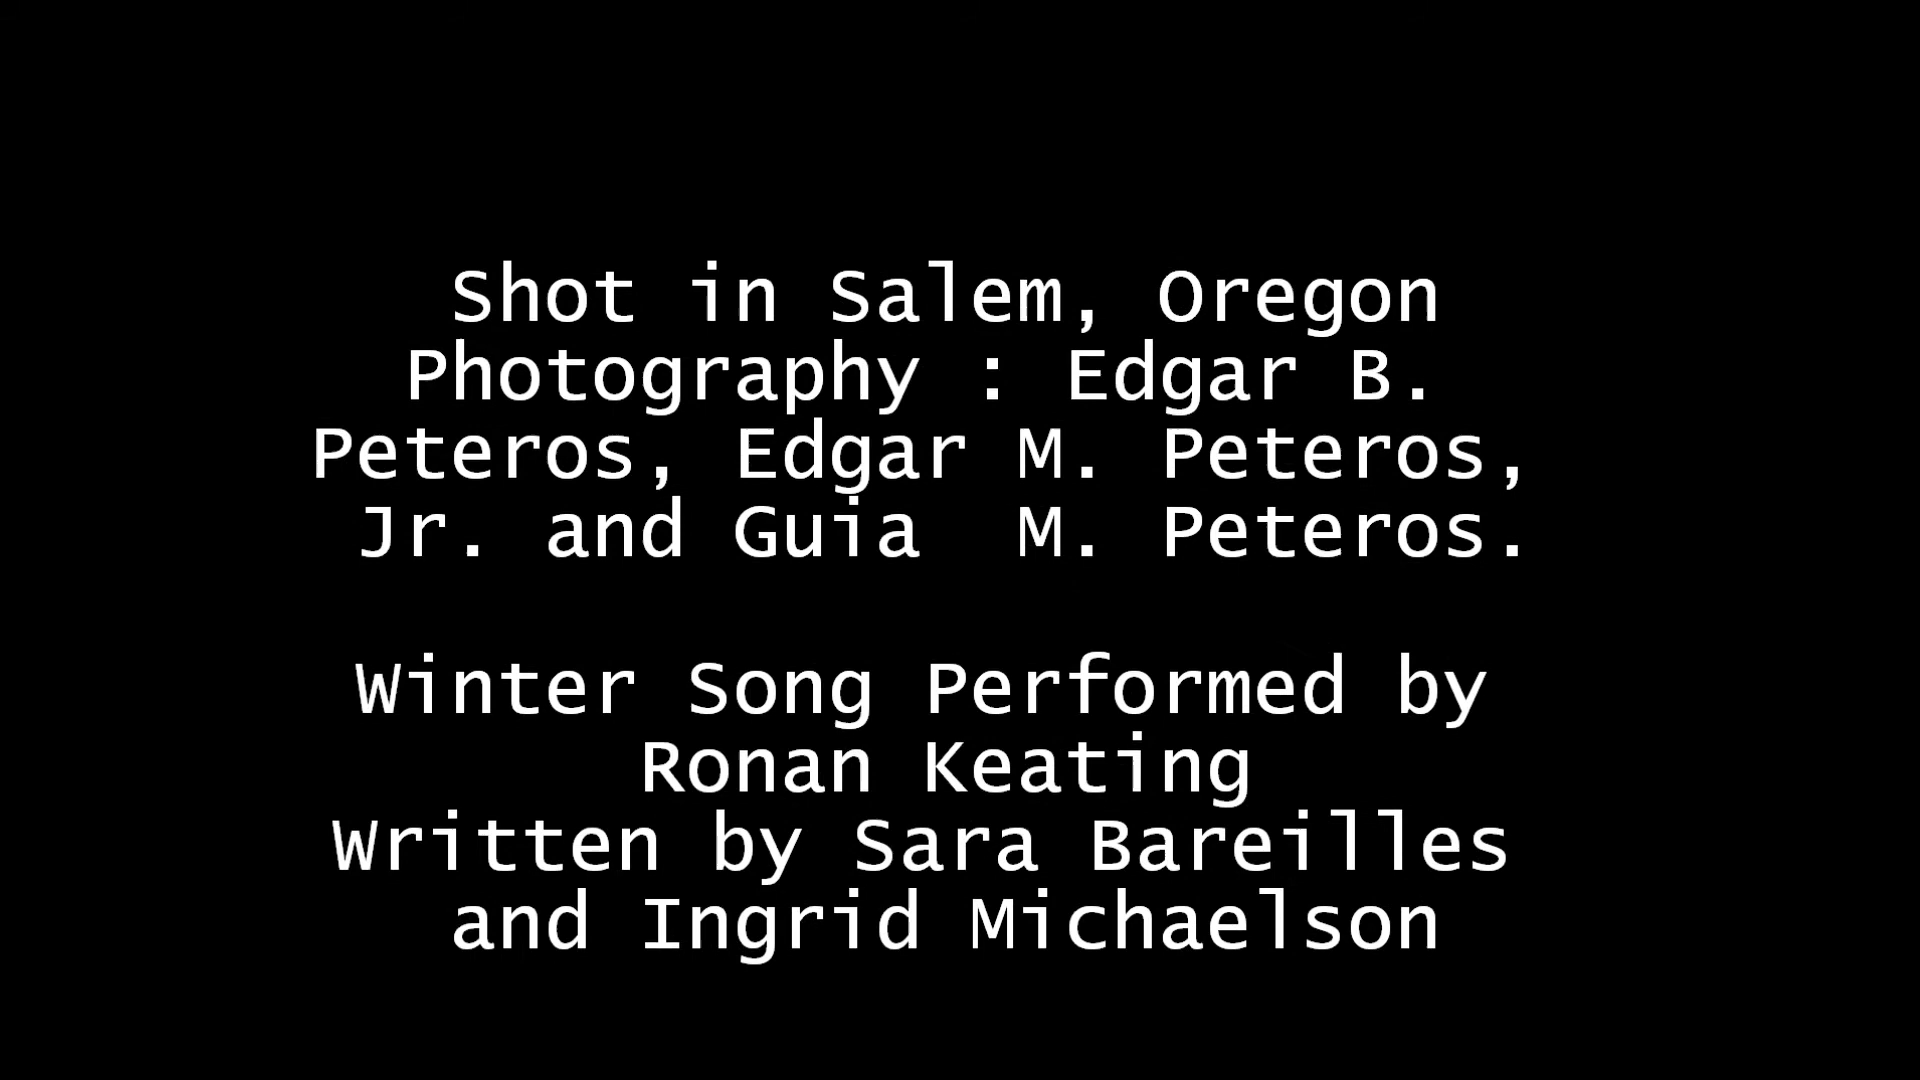 Shot in Salem, Oregon
Photography : Edgar B.
Peteros, Edgar M. Peteros,
Jr. and Guia  M. Peteros.
Winter Song Performed by
Ronan Keating
Written by Sara Bareilles
and Ingrid Michaelson